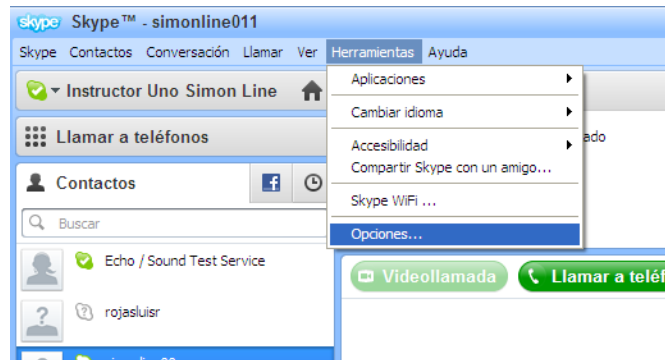 skype Skype™ - simonline011
Skype Contactos Conversación Llamar Ver Herramientas Ayuda
Instructor Uno Simon Line
Llamar a teléfonos
Contactos
Buscar
Echo / Sound Test Service
rojasluisr
Aplicaciones
Cambiar idioma
Accesibilidad
Compartir Skype con un amigo...
Skype WiFi ...
Opciones...
ado
Videollamada Llamar a teléf